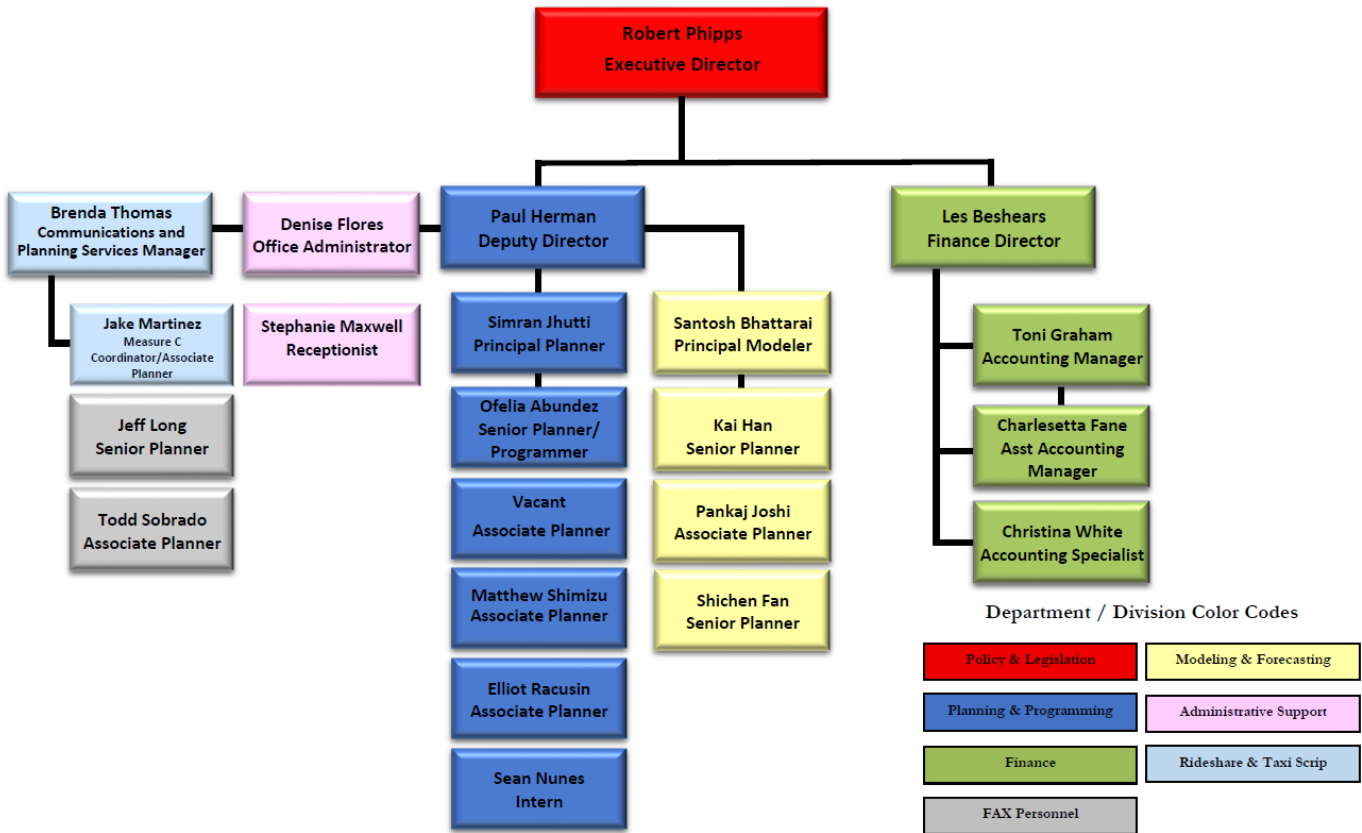 Robert Phipps
Executive Director
Brenda Thomas
Communications and
Planning Services Manager
Denise Flores
Office Administrator
Paul Herman
Deputy Director
Les Beshears
Finance Director
Jake Martinez
Measure C
Coordinator/Associate
Planner
Stephanie Maxwell
Receptionist
Simran Jhutti
Principal Planner
Santosh Bhattarai
Principal Modeler
Toni Graham
Accounting Manager
Jeff Long
Senior Planner
Ofelia Abundez
Senior Planner/
Programmer
Kai Han
Senior Planner
Charlesetta Fane
Asst Accounting
Manager
Todd Sobrado
Associate Planner
Vacant
Associate Planner
Pankaj Joshi
Associate Planner
Christina White
Accounting Specialist
Matthew Shimizu
Associate Planner
Shichen Fan
Senior Planner
Elliot Racusin
Associate Planner
Sean Nunes
Intern
Department / Division Color Codes
Policy & Legislation
Modeling & Forecasting
Planning & Programming
Administrative Support
Finance
Rideshare & Taxi Scrip
FAX Personnel